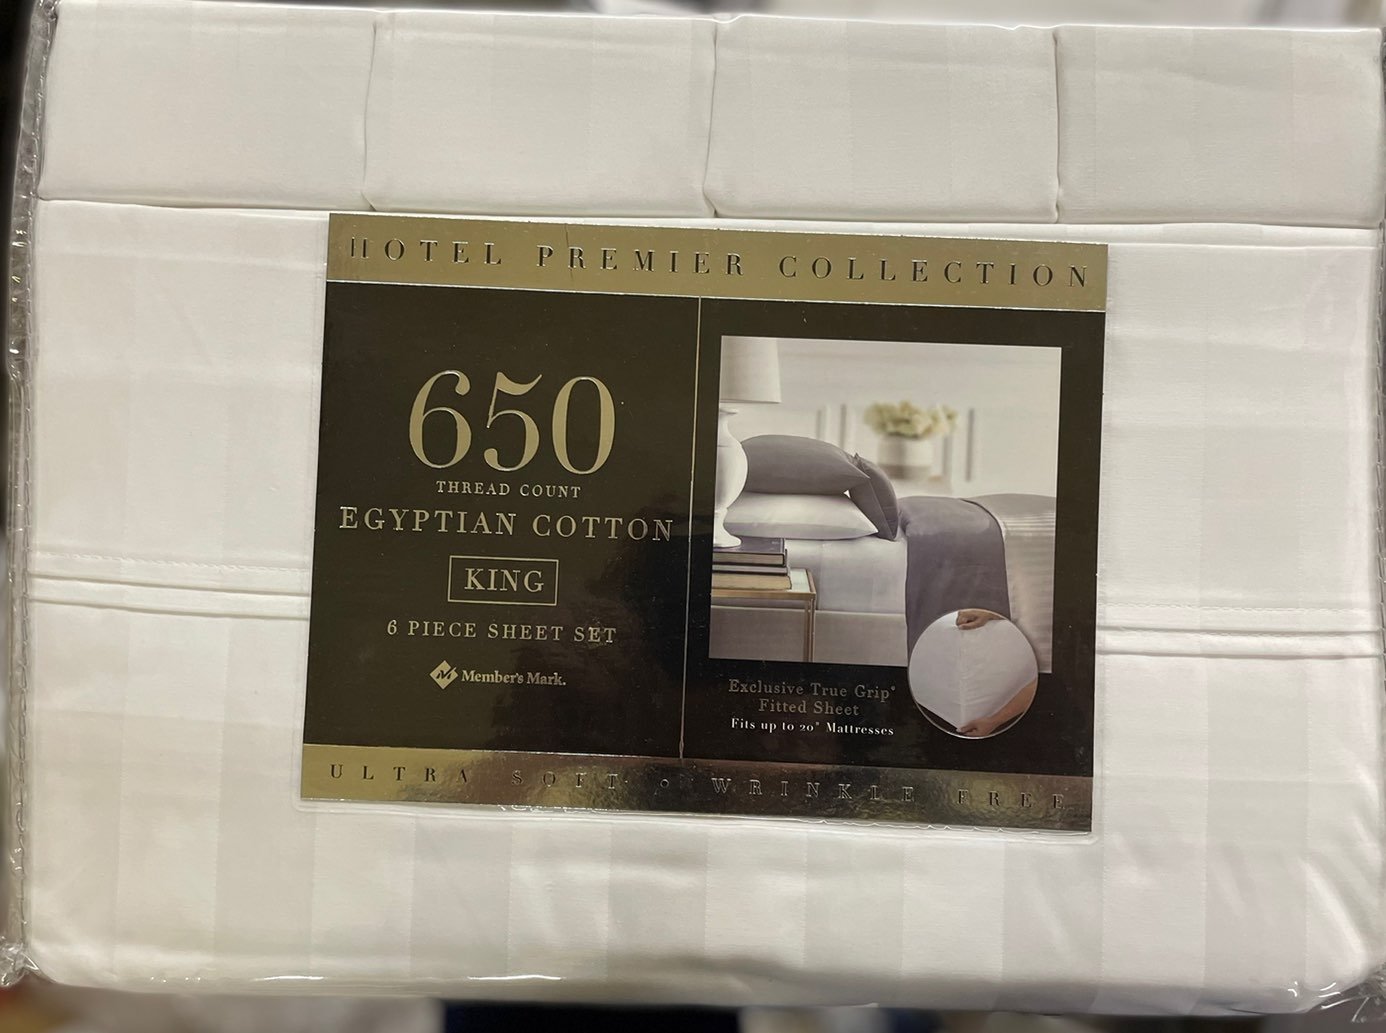 HOTEL PREMIER COLLECTION
650
THREAD COUNT
EGYPTIAN COTTON
KING
6 PIECE SHEET SET
Member's Mark.
Exclusive True Grip®
Fitted Sheet
Fits up to 20" Mattresses
ULTRA SOFT ○ WRINKLE FREE